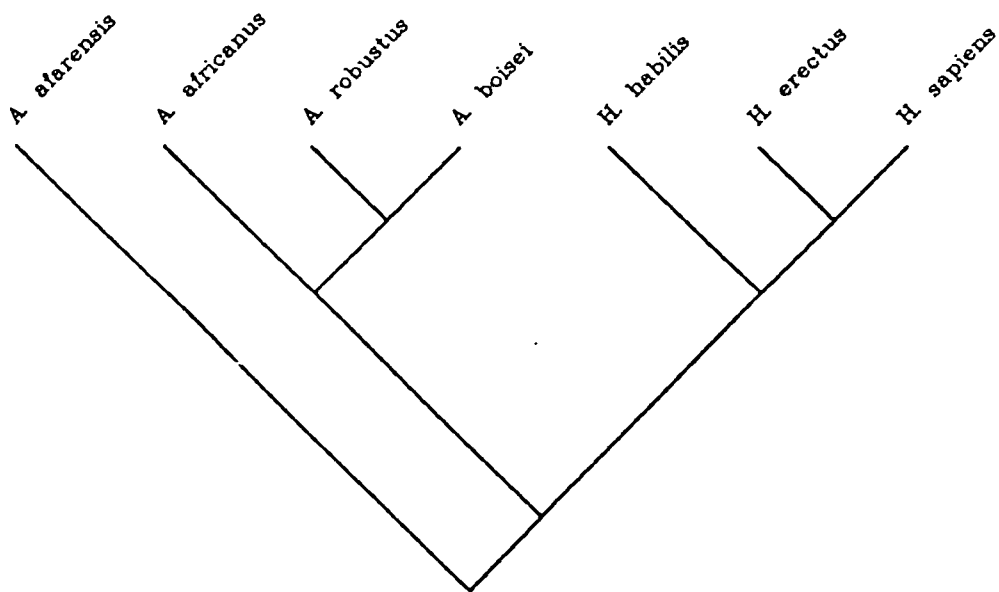 A. afarensis
A. africanus
A. robustus
A. boisei
H. habilis
H. erectus
H. sapiens